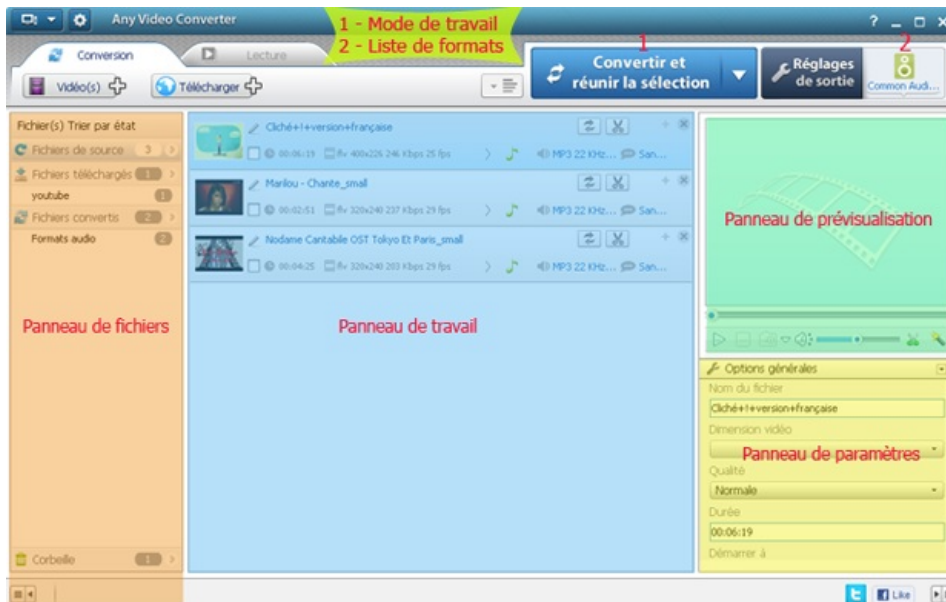 Any Video Converter
1 - Mode de travail
2 - Liste de formats
?
Conversion
Lecture
1
Convertir et
réunir la sélection
Réglages
de sortie
2
Common Audi...
Vidéo(s)
Télécharger
Fichier(s) Trier par état
Fichiers de source 3
Fichiers téléchargés 1
youtube 1
Fichiers convertis 2
Formats audio 2
Panneau de fichiers
Corbeille 1
Cliché+!+version+française
00:06:19 flv 400x226 246 Kbps 25 fps MP3 22 KHz... San...
Marilou - Chante_small
00:02:51 flv 320x240 237 Kbps 29 fps MP3 22 KHz... San...
Nodame Cantabile OST Tokyo Et Paris_small
00:04:25 flv 320x240 203 Kbps 29 fps MP3 22 KHz... San...
Panneau de travail
Panneau de prévisualisation
Options générales
Nom du fichier
Cliché+!+version+française
Dimension vidéo
Panneau de paramètres
Qualité
Normale
Durée
00:06:19
Démarrer à
Like